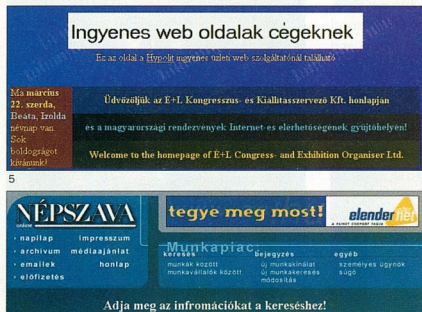 Ingyenes web oldalak cégeknek
Ez az oldal a Hypolit ingyenes üzleti web szolgáltatónál található
Ma március
22. szerda,
Beáta, Izolda
névnap van.
Sok
boldogságot
kívánunk!
Üdvözöljük az E+L Kongresszus- és Kiállításszervező Kft. honlapján
és a magyarországi rendezvények Internet-es elérhetőségének gyűjtőhelyén!
Welcome to the homepage of E+L Congress- and Exhibition Organiser Ltd.
5
NÉPSZAVA
online
napilap impresszum
archívum médiaajánlat
emailek honlap
előfizetés
tegye meg most!
elender net
Munkapiac:
keresés bejegyzés egyéb
munkák között új munkakínálat személyes ügynök
munkavállalók között új munkakeresés súgó
módosítás
Adja meg az infromációkat a kereséshez!